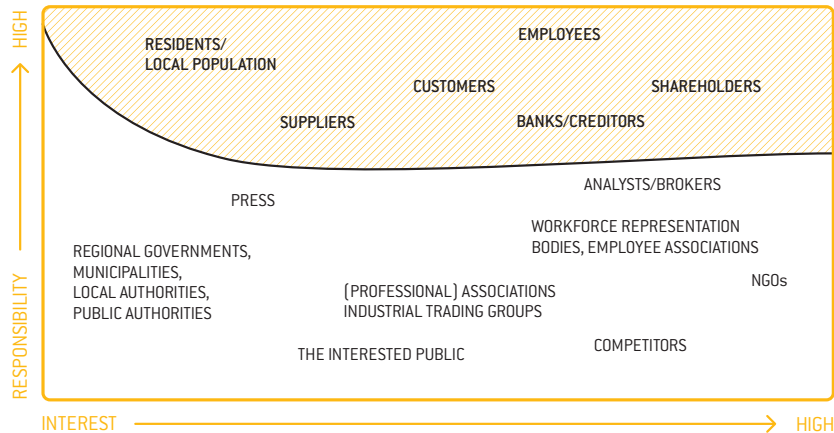 HIGH
RESIDENTS/
LOCAL POPULATION
EMPLOYEES
CUSTOMERS
SHAREHOLDERS
SUPPLIERS
BANKS/CREDITORS
ANALYSTS/BROKERS
PRESS
WORKFORCE REPRESENTATION
BODIES, EMPLOYEE ASSOCIATIONS
REGIONAL GOVERNMENTS,
MUNICIPALITIES,
LOCAL AUTHORITIES,
PUBLIC AUTHORITIES
NGOs
(PROFESSIONAL) ASSOCIATIONS
INDUSTRIAL TRADING GROUPS
COMPETITORS
THE INTERESTED PUBLIC
RESPONSIBILITY
INTEREST
HIGH